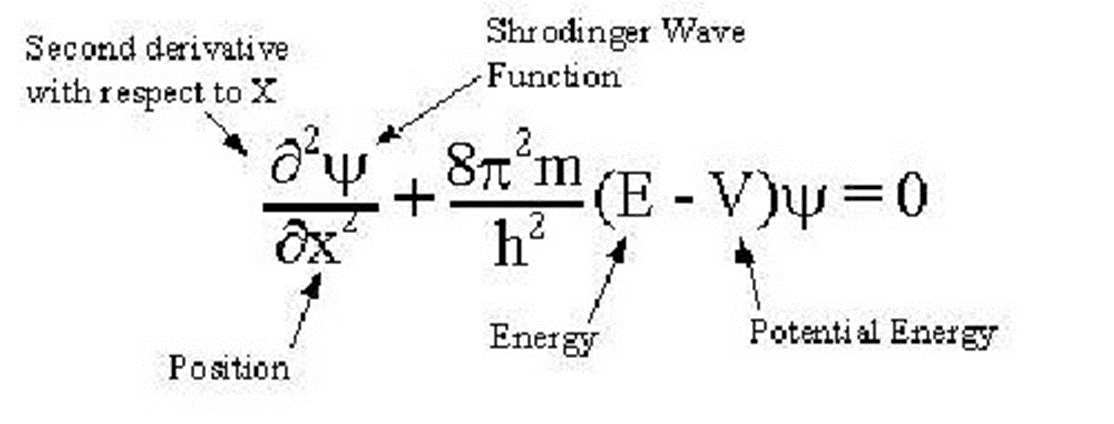 Second derivative
with respect to X
Shrodinger Wave
Function
∂²ψ/∂x² + 8π²m/h² (E - V)ψ = 0
Position
Energy
Potential Energy